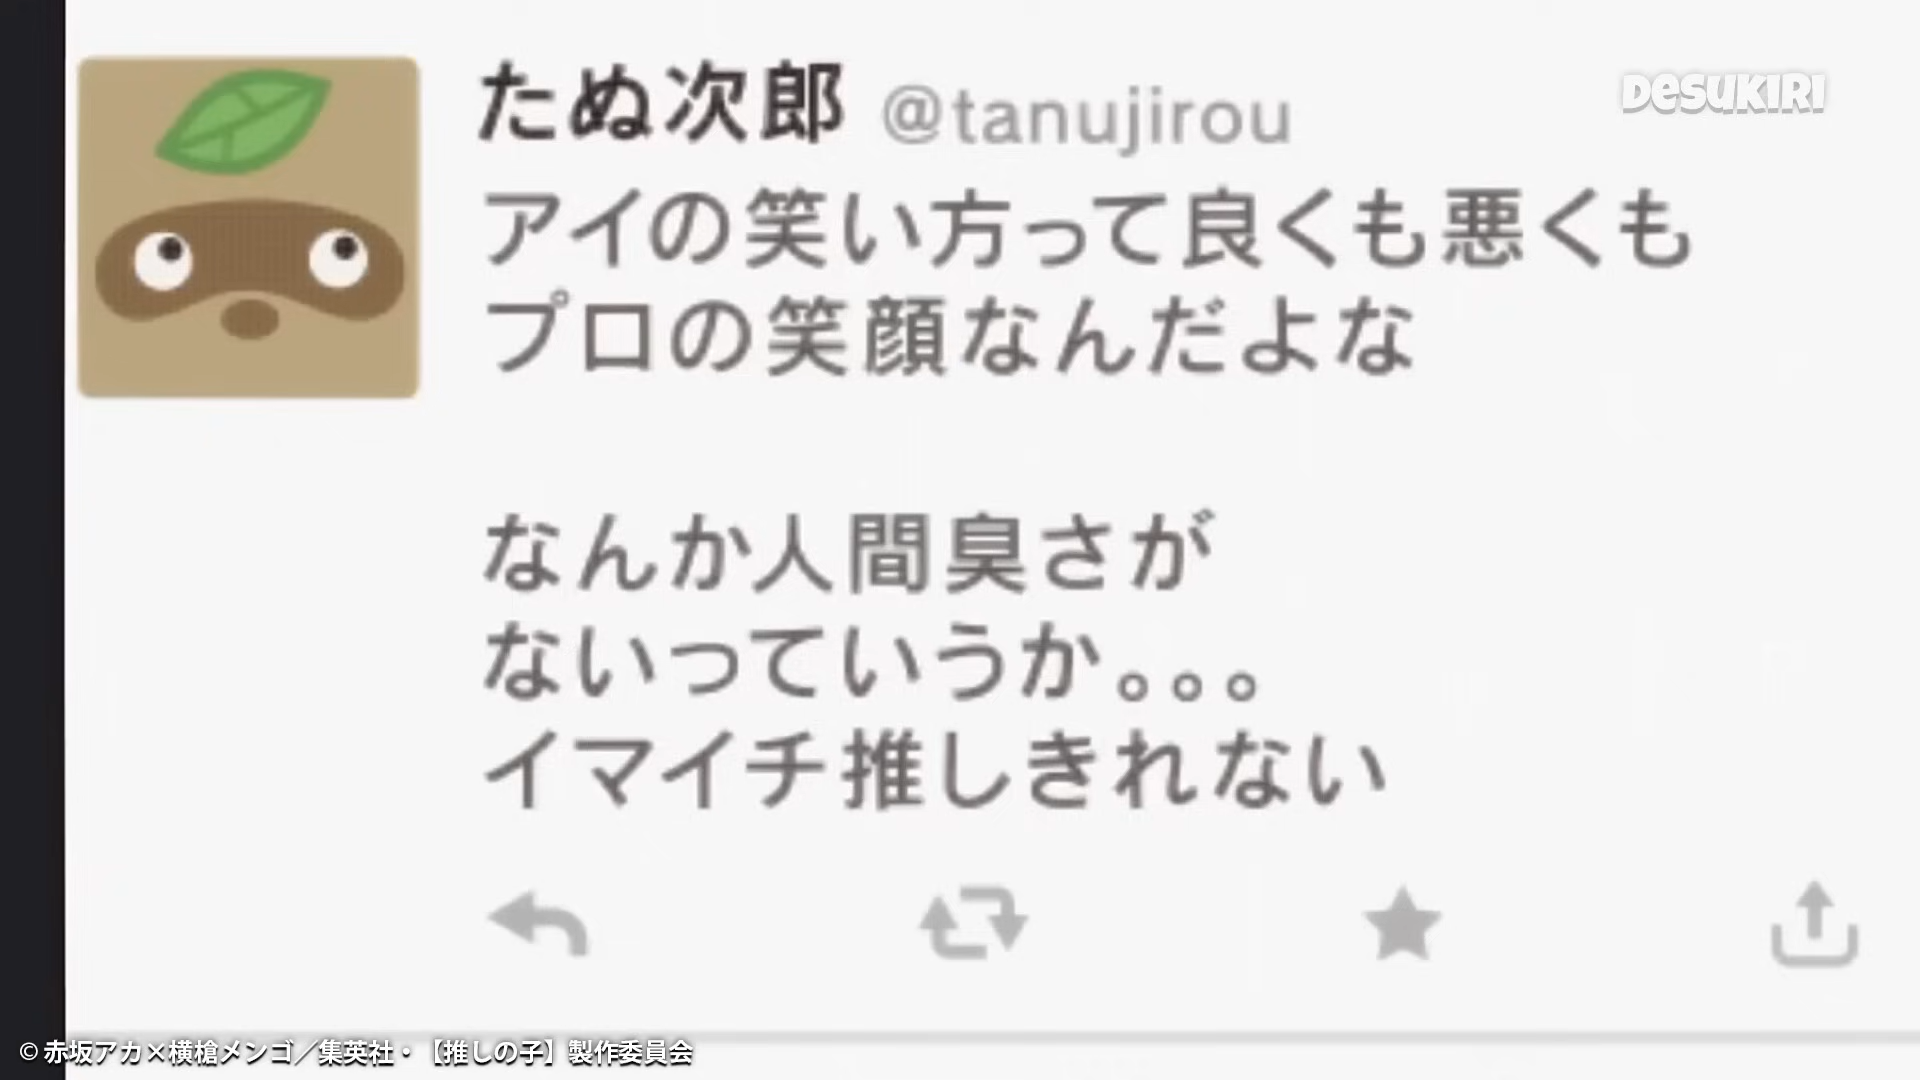 DESUKIRI
たぬ次郎 @tanujirou
アイの笑い方って良くも悪くも
プロの笑顔なんだよな
なんか人間臭さが
ないっていうか。。。
イマイチ推しきれない
© 赤坂アカ×横槍メンゴ／集英社・【推しの子】製作委員会